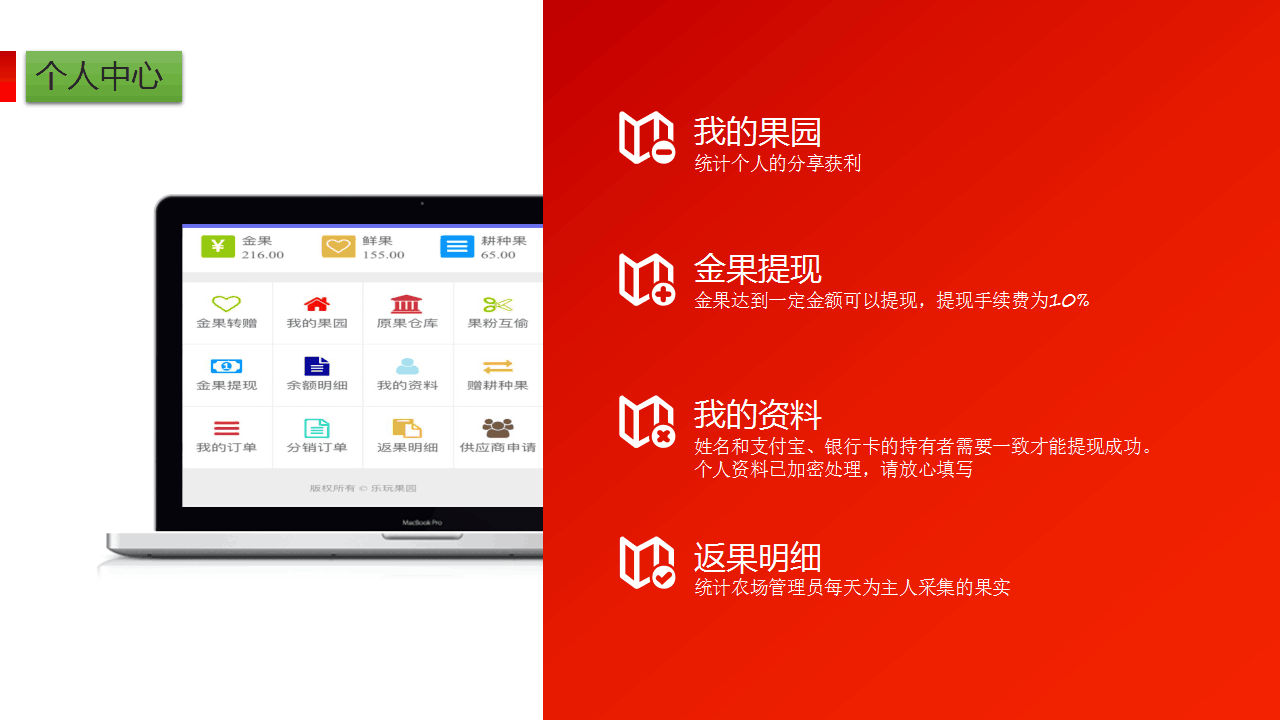 个人中心
金果
216.00
鲜果
155.00
耕种果
65.00
金果转赠
我的果园
原果仓库
果粉互偷
金果提现
余额明细
我的资料
赠耕种果
我的订单
分销订单
返果明细
供应商申请
版权所有 © 乐玩果园
MacBook Pro
我的果园
统计个人的分享获利
金果提现
金果达到一定金额可以提现，提现手续费为10%
我的资料
姓名和支付宝、银行卡的持有者需要一致才能提现成功。
个人资料已加密处理，请放心填写
返果明细
统计农场管理员每天为主人采集的果实